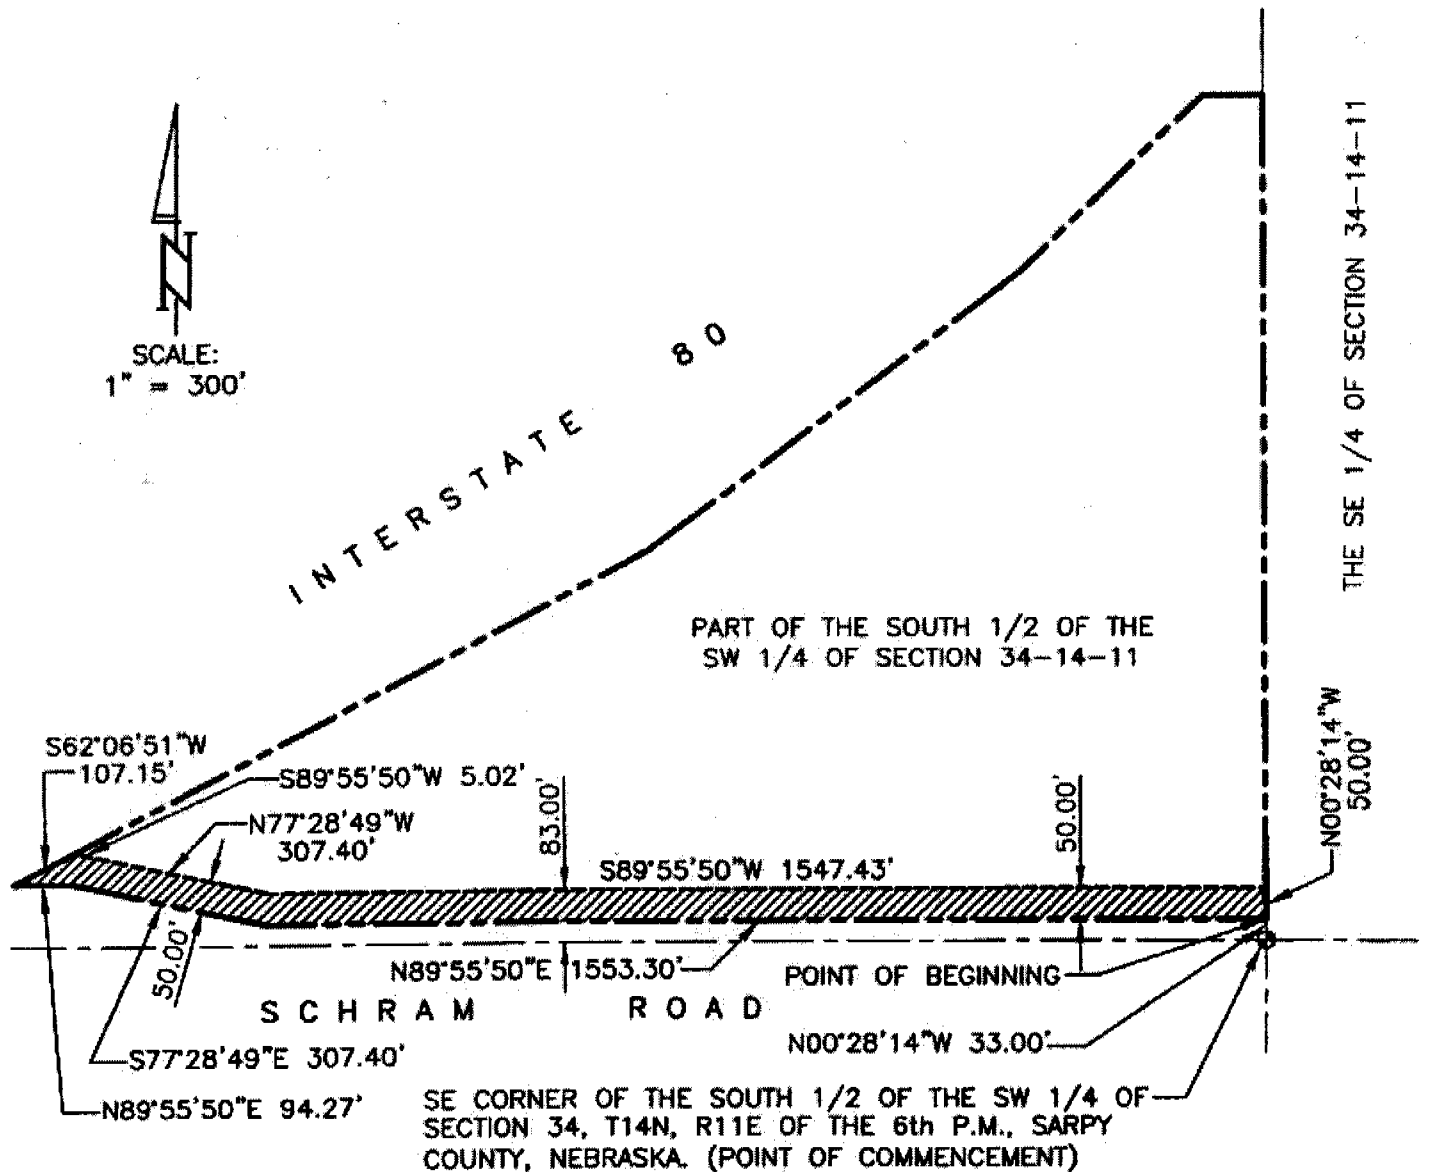 THE SE 1/4 OF SECTION 34-14-11
N
SCALE:
1" = 300'
INTERSTATE 80
PART OF THE SOUTH 1/2 OF THE
SW 1/4 OF SECTION 34-14-11
N00°28'14"W
50.00'
S62°06'51"W
107.15'
S89°55'50"W 5.02'
N77°28'49"W
307.40'
83.00'
50.00'
S89°55'50"W 1547.43'
50.00'
N89°55'50"E 1553.30'
POINT OF BEGINNING
SCHRAM ROAD
N00°28'14"W 33.00'
S77°28'49"E 307.40'
N89°55'50"E 94.27'
SE CORNER OF THE SOUTH 1/2 OF THE SW 1/4 OF
SECTION 34, T14N, R11E OF THE 6th P.M., SARPY
COUNTY, NEBRASKA. (POINT OF COMMENCEMENT)